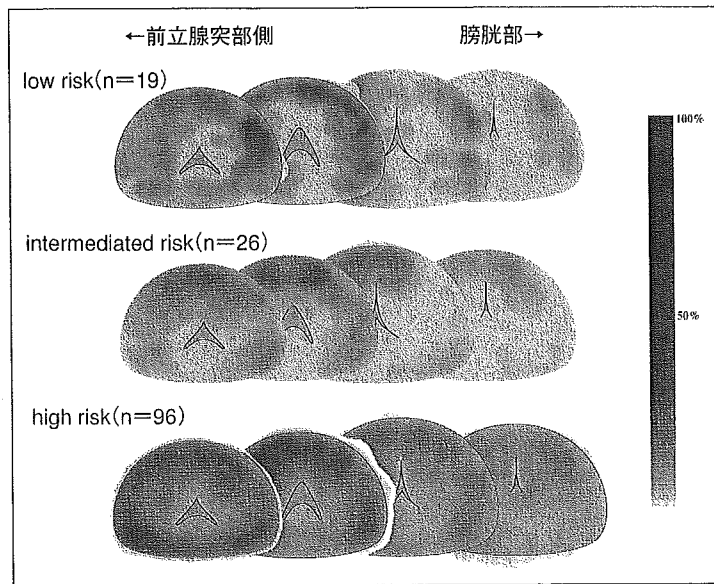 ←前立腺突部側
膀胱部→
low risk(n=19)
100%
intermediated risk(n=26)
50%
high risk(n=96)